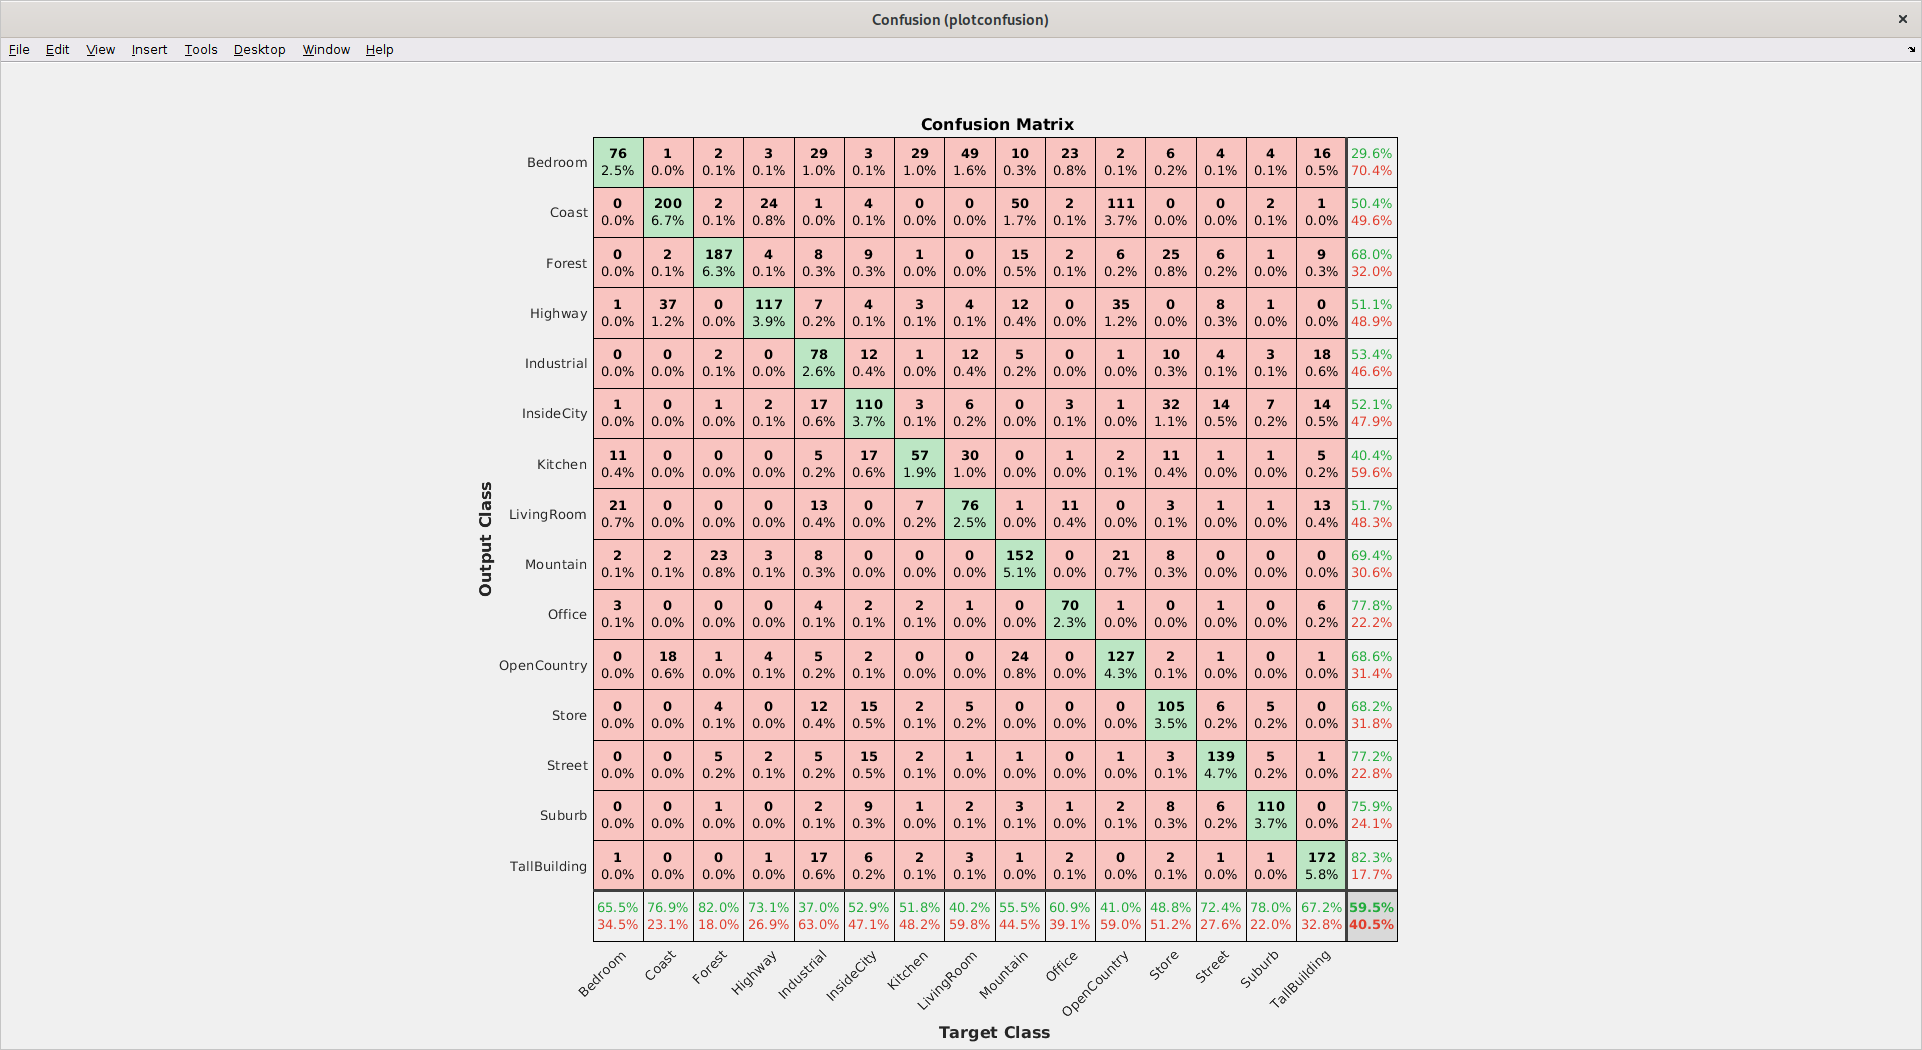 Confusion (plotconfusion)
File Edit View Insert Tools Desktop Window Help
Confusion Matrix
Bedroom 76 1 2 3 29 3 29 49 10 23 2 6 4 4 16 29.6%
2.5% 0.0% 0.1% 0.1% 1.0% 0.1% 1.0% 1.6% 0.3% 0.8% 0.1% 0.2% 0.1% 0.1% 0.5% 70.4%
Coast 0 200 2 24 1 4 0 0 50 2 111 0 0 2 1 50.4%
0.0% 6.7% 0.1% 0.8% 0.0% 0.1% 0.0% 0.0% 1.7% 0.1% 3.7% 0.0% 0.0% 0.1% 0.0% 49.6%
Forest 0 2 187 4 8 9 1 0 15 2 6 25 6 1 9 68.0%
0.0% 0.1% 6.3% 0.1% 0.3% 0.3% 0.0% 0.0% 0.5% 0.1% 0.2% 0.8% 0.2% 0.0% 0.3% 32.0%
Highway 1 37 0 117 7 4 3 4 12 0 35 0 8 1 0 51.1%
0.0% 1.2% 0.0% 3.9% 0.2% 0.1% 0.1% 0.1% 0.4% 0.0% 1.2% 0.0% 0.3% 0.0% 0.0% 48.9%
Industrial 0 0 2 0 78 12 1 12 5 0 1 10 4 3 18 53.4%
0.0% 0.0% 0.1% 0.0% 2.6% 0.4% 0.0% 0.4% 0.2% 0.0% 0.0% 0.3% 0.1% 0.1% 0.6% 46.6%
InsideCity 1 0 1 2 17 110 3 6 0 3 1 32 14 7 14 52.1%
0.0% 0.0% 0.0% 0.1% 0.6% 3.7% 0.1% 0.2% 0.0% 0.1% 0.0% 1.1% 0.5% 0.2% 0.5% 47.9%
Kitchen 11 0 0 0 5 17 57 30 0 1 2 11 1 1 5 40.4%
0.4% 0.0% 0.0% 0.0% 0.2% 0.6% 1.9% 1.0% 0.0% 0.0% 0.1% 0.4% 0.0% 0.0% 0.2% 59.6%
LivingRoom 21 0 0 0 13 0 7 76 1 11 0 3 1 1 13 51.7%
0.7% 0.0% 0.0% 0.0% 0.4% 0.0% 0.2% 2.5% 0.0% 0.4% 0.0% 0.1% 0.0% 0.0% 0.4% 48.3%
Mountain 2 2 23 3 8 0 0 0 152 0 21 8 0 0 0 69.4%
0.1% 0.1% 0.8% 0.1% 0.3% 0.0% 0.0% 0.0% 5.1% 0.0% 0.7% 0.3% 0.0% 0.0% 0.0% 30.6%
Office 3 0 0 0 4 2 2 1 0 70 1 0 1 0 6 77.8%
0.1% 0.0% 0.0% 0.0% 0.1% 0.1% 0.1% 0.0% 0.0% 2.3% 0.0% 0.0% 0.0% 0.0% 0.2% 22.2%
OpenCountry 0 18 1 4 5 2 0 0 24 0 127 2 1 0 1 68.6%
0.0% 0.6% 0.0% 0.1% 0.2% 0.1% 0.0% 0.0% 0.8% 0.0% 4.3% 0.1% 0.0% 0.0% 0.0% 31.4%
Store 0 0 4 0 12 15 2 5 0 0 0 105 6 5 0 68.2%
0.0% 0.0% 0.1% 0.0% 0.4% 0.5% 0.1% 0.2% 0.0% 0.0% 0.0% 3.5% 0.2% 0.2% 0.0% 31.8%
Street 0 0 5 2 5 15 2 1 1 0 1 3 139 5 1 77.2%
0.0% 0.0% 0.2% 0.1% 0.2% 0.5% 0.1% 0.0% 0.0% 0.0% 0.0% 0.1% 4.7% 0.2% 0.0% 22.8%
Suburb 0 0 1 0 2 9 1 2 3 1 2 8 6 110 0 75.9%
0.0% 0.0% 0.0% 0.0% 0.1% 0.3% 0.0% 0.1% 0.1% 0.0% 0.1% 0.3% 0.2% 3.7% 0.0% 24.1%
TallBuilding 1 0 0 1 17 6 2 3 1 2 0 2 1 1 172 82.3%
0.0% 0.0% 0.0% 0.0% 0.6% 0.2% 0.1% 0.1% 0.0% 0.1% 0.0% 0.1% 0.0% 0.0% 5.8% 17.7%
65.5% 76.9% 82.0% 73.1% 37.0% 52.9% 51.8% 40.2% 55.5% 60.9% 41.0% 48.8% 72.4% 78.0% 67.2% 59.5%
34.5% 23.1% 18.0% 26.9% 63.0% 47.1% 48.2% 59.8% 44.5% 39.1% 59.0% 51.2% 27.6% 22.0% 32.8% 40.5%
Bedroom Coast Forest Highway Industrial InsideCity Kitchen LivingRoom Mountain Office OpenCountry Store Street Suburb TallBuilding
Target Class
Output Class